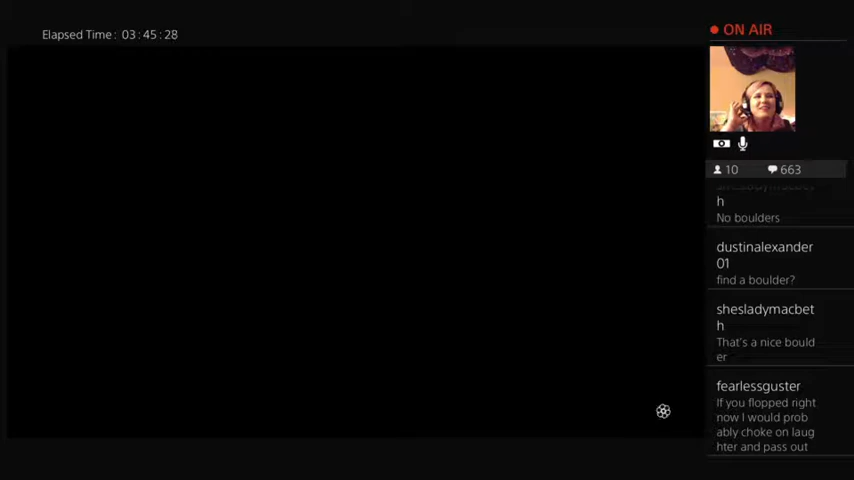 Elapsed Time: 03:45:28
ON AIR
10 663
h
No boulders
dustinalexander
01
find a boulder?
shesladymacbet
h
That's a nice bould
er
fearlessguster
If you flopped right
now I would prob
ably choke on laug
hter and pass out